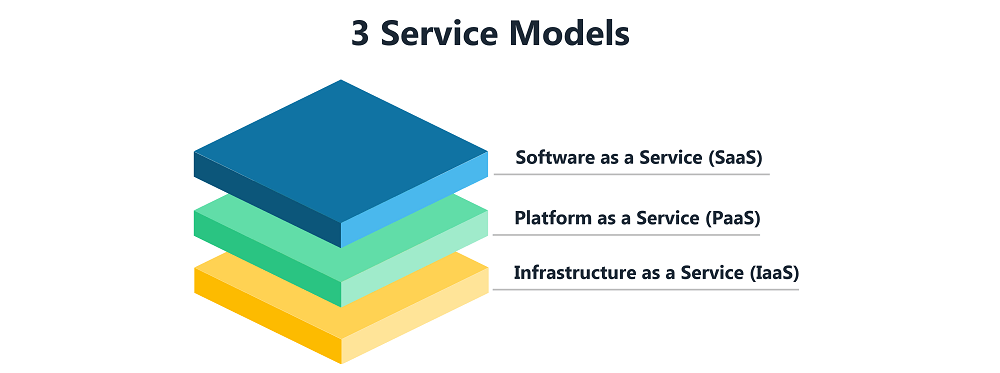 3 Service Models
Software as a Service (SaaS)
Platform as a Service (PaaS)
Infrastructure as a Service (IaaS)